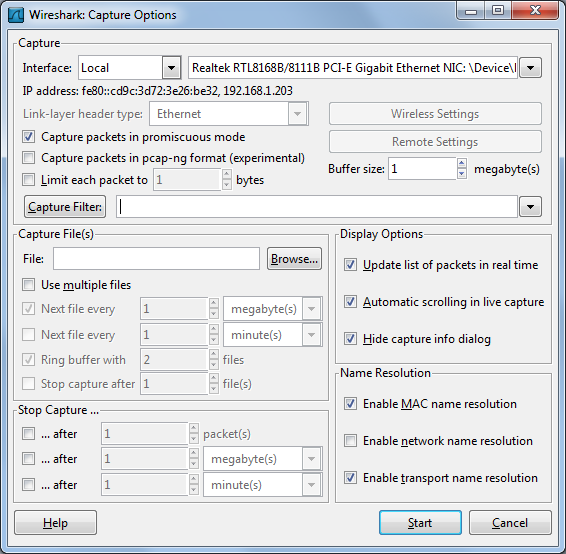 Wireshark: Capture Options
Capture
Interface: Local Realtek RTL8168B/8111B PCI-E Gigabit Ethernet NIC: \Device\
IP address: fe80::cd9c:3d72:3e26:be32, 192.168.1.203
Link-layer header type: Ethernet Wireless Settings
Capture packets in promiscuous mode Remote Settings
Capture packets in pcap-ng format (experimental)
Buffer size: 1 megabyte(s)
Limit each packet to 1 bytes
Capture Filter:
Capture File(s)
File: Browse...
Use multiple files
Next file every 1 megabyte(s)
Next file every 1 minute(s)
Ring buffer with 2 files
Stop capture after 1 file(s)
Stop Capture ...
... after 1 packet(s)
... after 1 megabyte(s)
... after 1 minute(s)
Display Options
Update list of packets in real time
Automatic scrolling in live capture
Hide capture info dialog
Name Resolution
Enable MAC name resolution
Enable network name resolution
Enable transport name resolution
Help Start Cancel